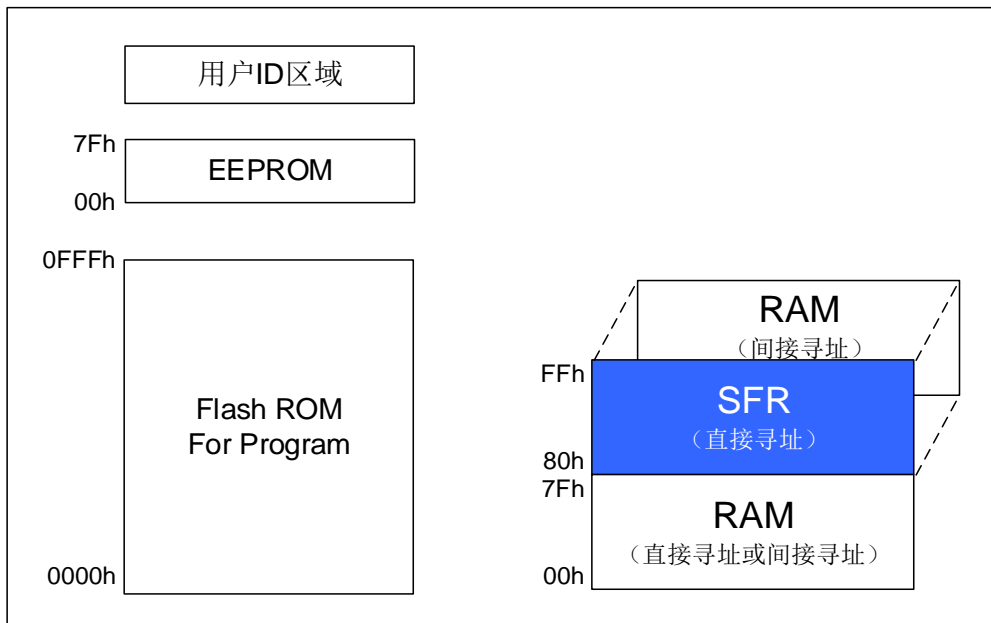 用户ID区域
7Fh
EEPROM
00h
0FFFh
Flash ROM
For Program
0000h
RAM
（间接寻址）
FFh
SFR
（直接寻址）
80h
7Fh
RAM
（直接寻址或间接寻址）
00h